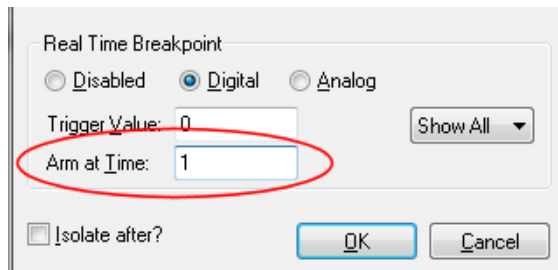 Real Time Breakpoint
Disabled Digital Analog
Trigger Value: 0 Show All
Arm at Time: 1
Isolate after? OK Cancel